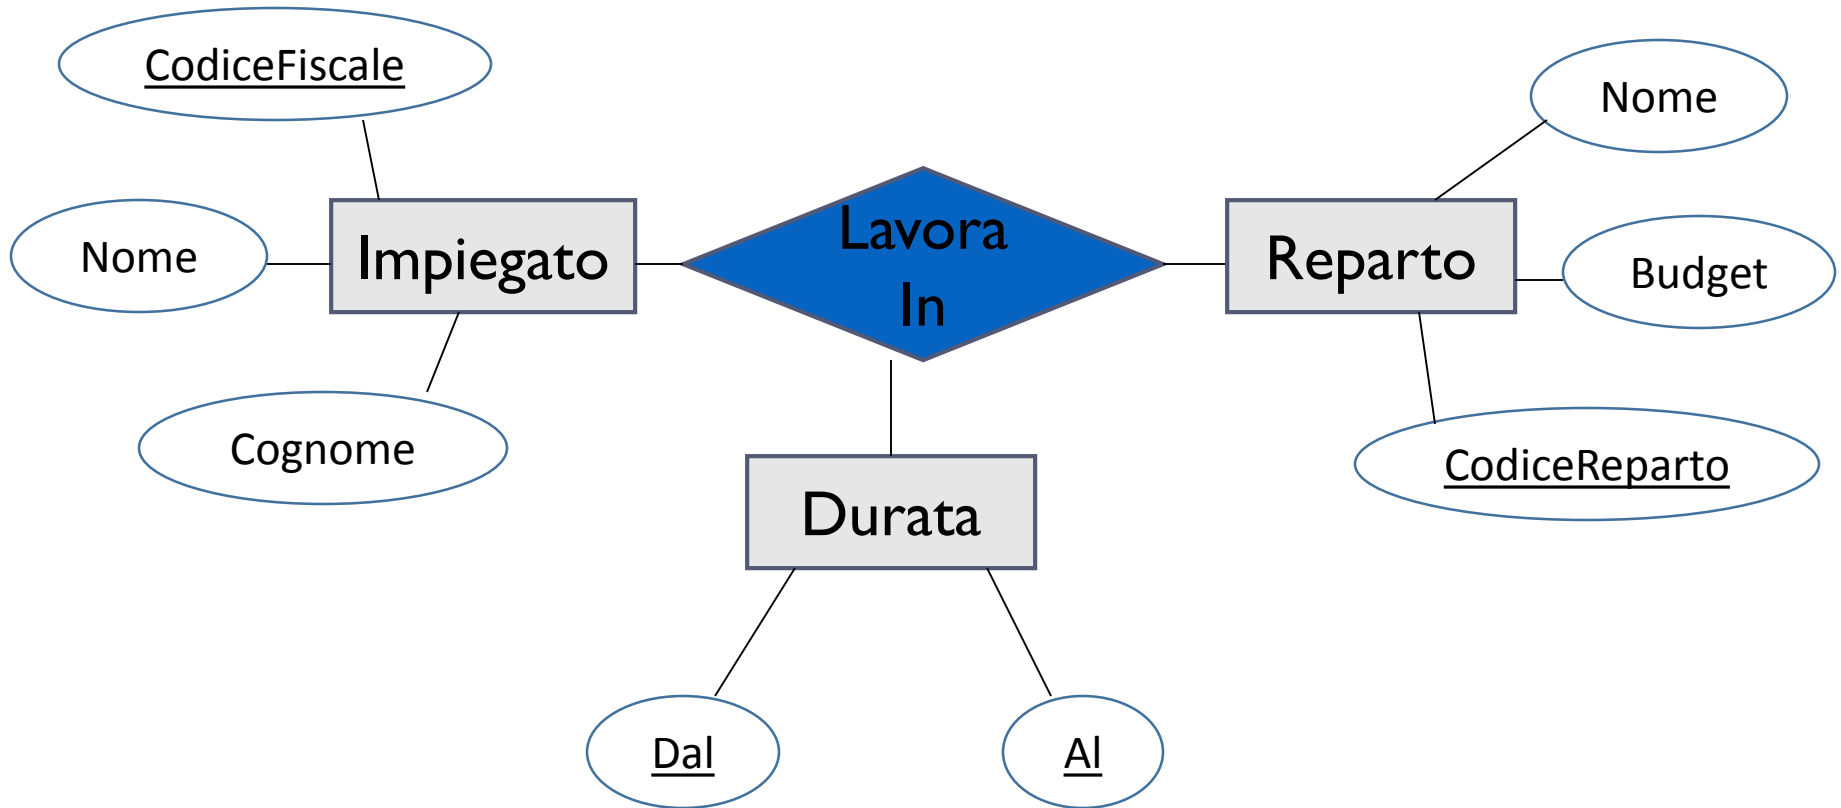 CodiceFiscale
Nome
Nome
Impiegato
Lavora
In
Reparto
Budget
Cognome
CodiceReparto
Durata
Dal
Al